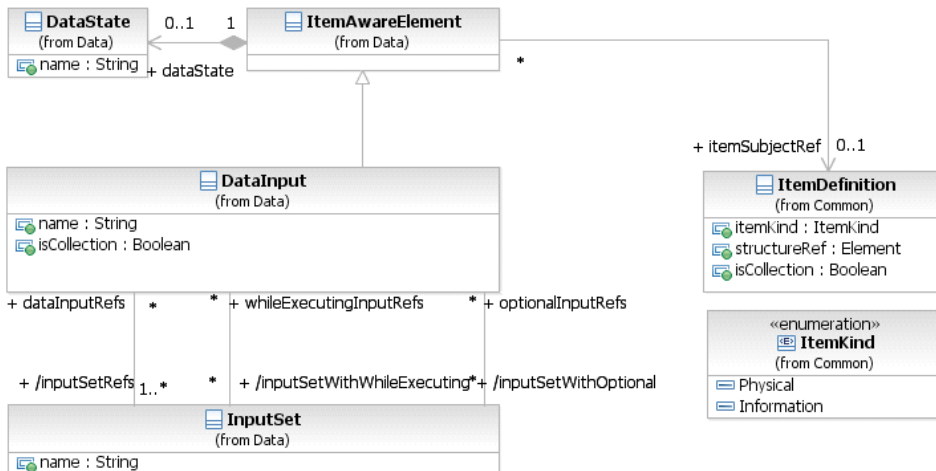 DataState
(from Data)
name : String
0..1
1
+ dataState
ItemAwareElement
(from Data)
*
+ itemSubjectRef
0..1
DataInput
(from Data)
name : String
isCollection : Boolean
ItemDefinition
(from Common)
itemKind : ItemKind
structureRef : Element
isCollection : Boolean
+ dataInputRefs
*
*
+ whileExecutingInputRefs
*
+ optionalInputRefs
+ /inputSetRefs
1..*
*
+ /inputSetWithWhileExecuting
*
+ /inputSetWithOptional
«enumeration»
<E> ItemKind
(from Common)
Physical
Information
InputSet
(from Data)
name : String